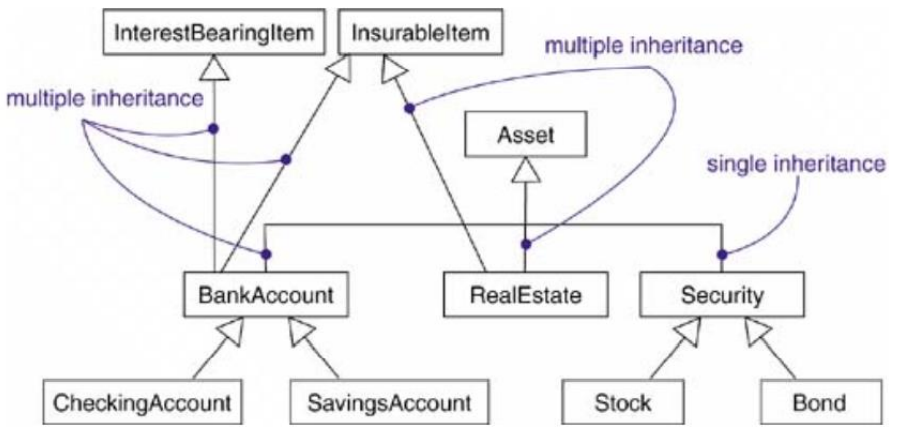 InterestBearingItem
InsurableItem
multiple inheritance
multiple inheritance
Asset
single inheritance
BankAccount
RealEstate
Security
CheckingAccount
SavingsAccount
Stock
Bond